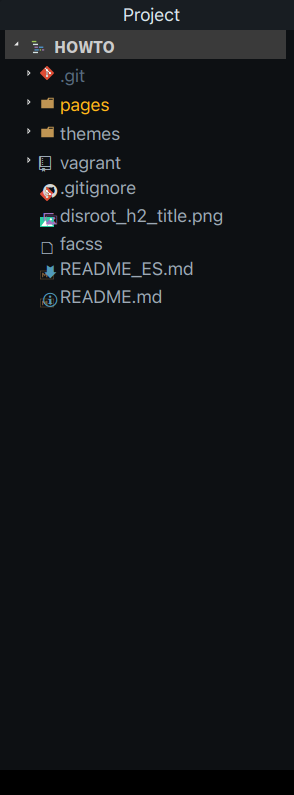 Project
HOWTO
.git
pages
themes
vagrant
.gitignore
disroot_h2_title.png
facss
README_ES.md
README.md